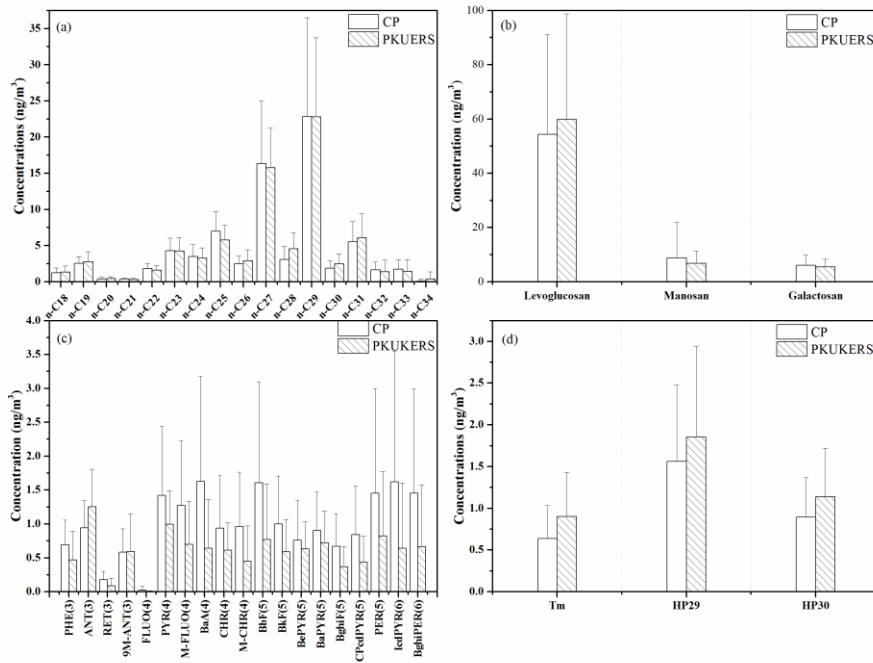 (a)
CP
PKUERS
Concentrations (ng/m³)
35
30
25
20
15
10
5
0
n-C18
n-C19
n-C20
n-C21
n-C22
n-C23
n-C24
n-C25
n-C26
n-C27
n-C28
n-C29
n-C30
n-C31
n-C32
n-C33
n-C34
(b)
CP
PKUERS
Concentration (ng/m³)
100
80
60
40
20
0
Levoglucosan
Manosan
Galactosan
(c)
CP
PKUKERS
Concentration (ng/m³)
4.0
3.5
3.0
2.5
2.0
1.5
1.0
0.5
0.0
PHE(3)
ANT(3)
RET(3)
9M-ANT(3)
FLUO(4)
PYR(4)
M-FLUO(4)
BaA(4)
CHR(4)
M-CHR(4)
BbF(5)
BkF(5)
BePYR(5)
BaPYR(5)
BghiF(5)
CPcdPYR(5)
PER(5)
IcdPYR(6)
BghiPER(6)
(d)
CP
PKUKERS
Concentrations (ng/m³)
3.0
2.5
2.0
1.5
1.0
0.5
0.0
Tm
HP29
HP30